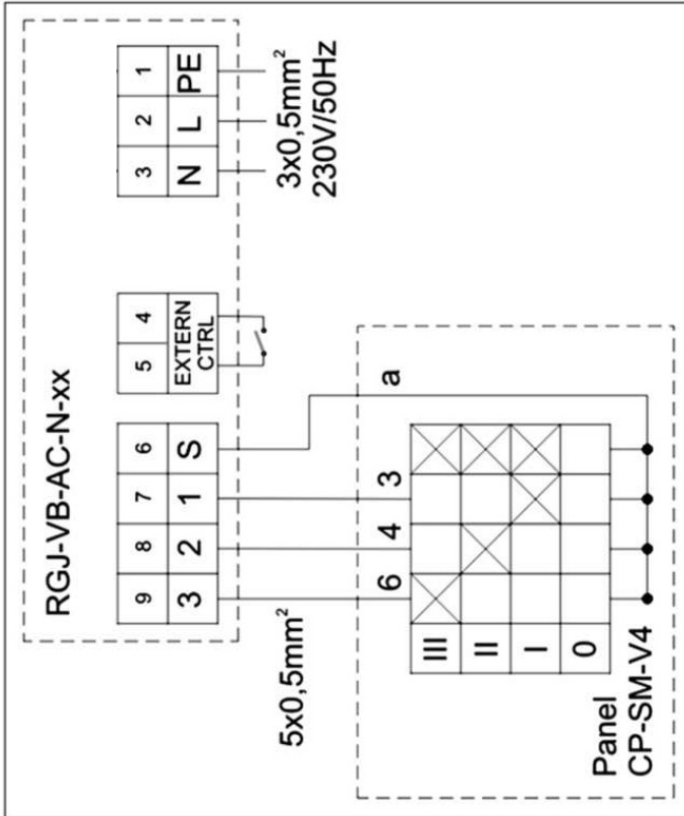 RGJ-VB-AC-N-xx
9 8 7 6 5 4 3 2 1
3 2 1 S EXTERN N L PE
CTRL
5x0,5mm² 3x0,5mm²
230V/50Hz
6 4 3 a
III
II
I
0
Panel
CP-SM-V4